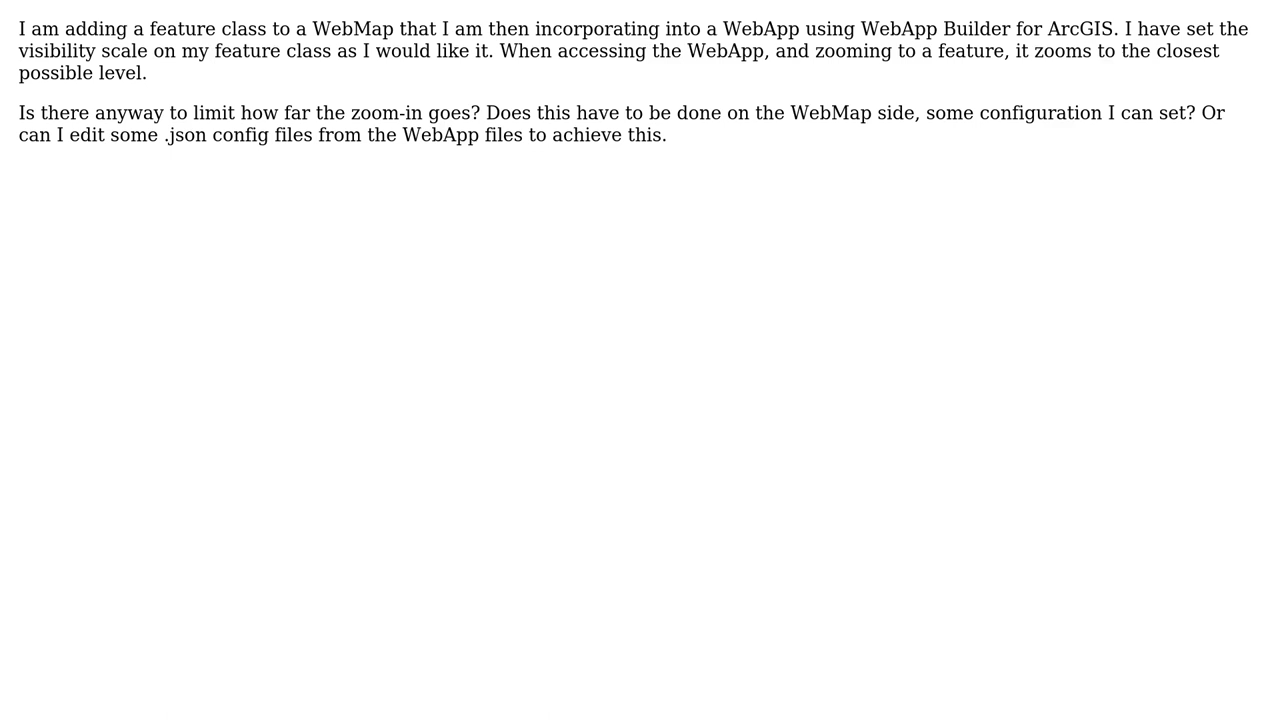 I am adding a feature class to a WebMap that I am then incorporating into a WebApp using WebApp Builder for ArcGIS. I have set the
visibility scale on my feature class as I would like it. When accessing the WebApp, and zooming to a feature, it zooms to the closest
possible level.
Is there anyway to limit how far the zoom-in goes? Does this have to be done on the WebMap side, some configuration I can set? Or
can I edit some .json config files from the WebApp files to achieve this.